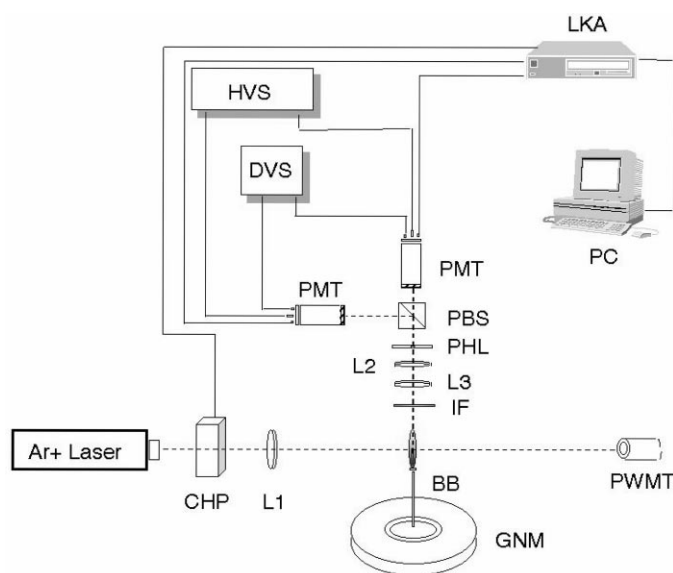 LKA
HVS
DVS
PC
PMT
PMT
PBS
PHL
L2
L3
IF
Ar+ Laser
CHP
L1
BB
PWMT
GNM